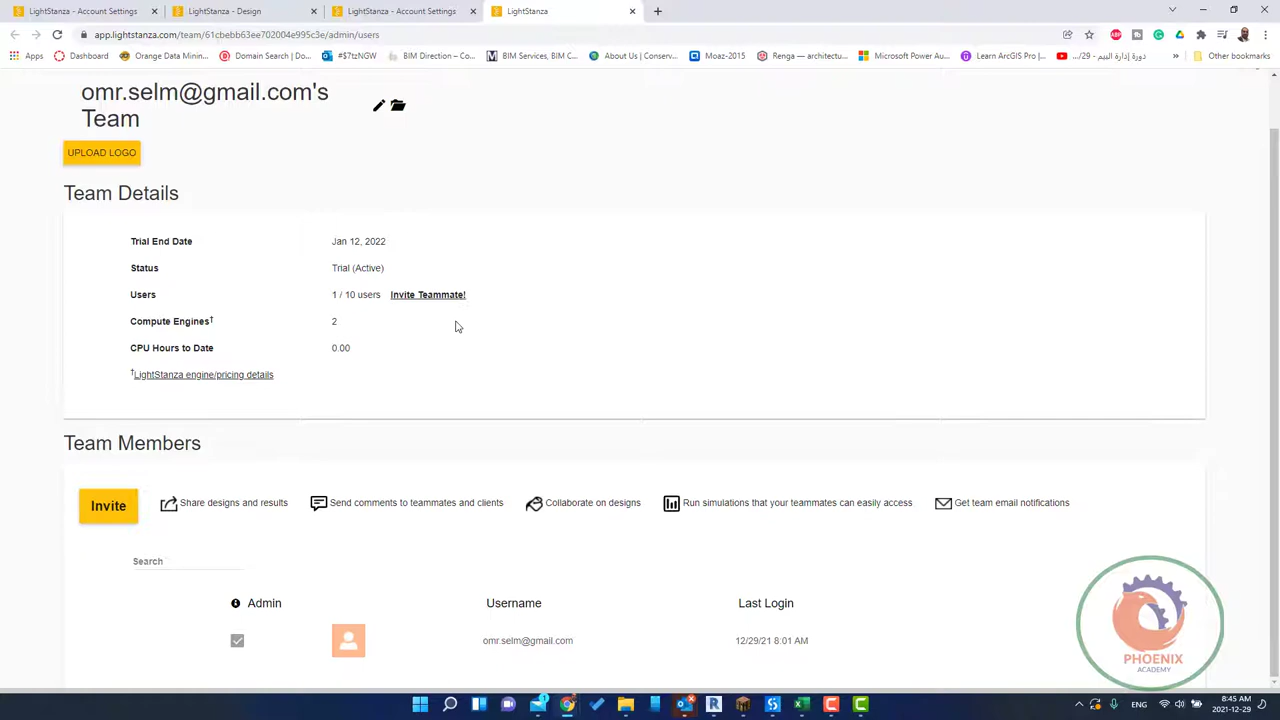 LightStanza - Account Settings
LightStanza - Design
LightStanza - Account Settings
LightStanza
app.lightstanza.com/team/61cbebb63ee702004e995c3e/admin/users
Apps
Dashboard
Orange Data Minin...
Domain Search | Do...
#$7tzNGW
BIM Direction – Co...
BIM Services, BIM C...
About Us | Conserv...
Moaz-2015
Renga — architectu...
Microsoft Power Au...
Learn ArcGIS Pro |...
دورة إدارة البيم - 29/...
»
Other bookmarks
omr.selm@gmail.com's
Team
UPLOAD LOGO
Team Details
Trial End Date Jan 12, 2022
Status Trial (Active)
Users 1 / 10 users Invite Teammate!
Compute Engines† 2
CPU Hours to Date 0.00
†LightStanza engine/pricing details
Team Members
Invite
Share designs and results
Send comments to teammates and clients
Collaborate on designs
Run simulations that your teammates can easily access
Get team email notifications
Search
Admin Username Last Login
omr.selm@gmail.com 12/29/21 8:01 AM
PHOENIX
ACADEMY
ENG
8:45 AM
2021-12-29